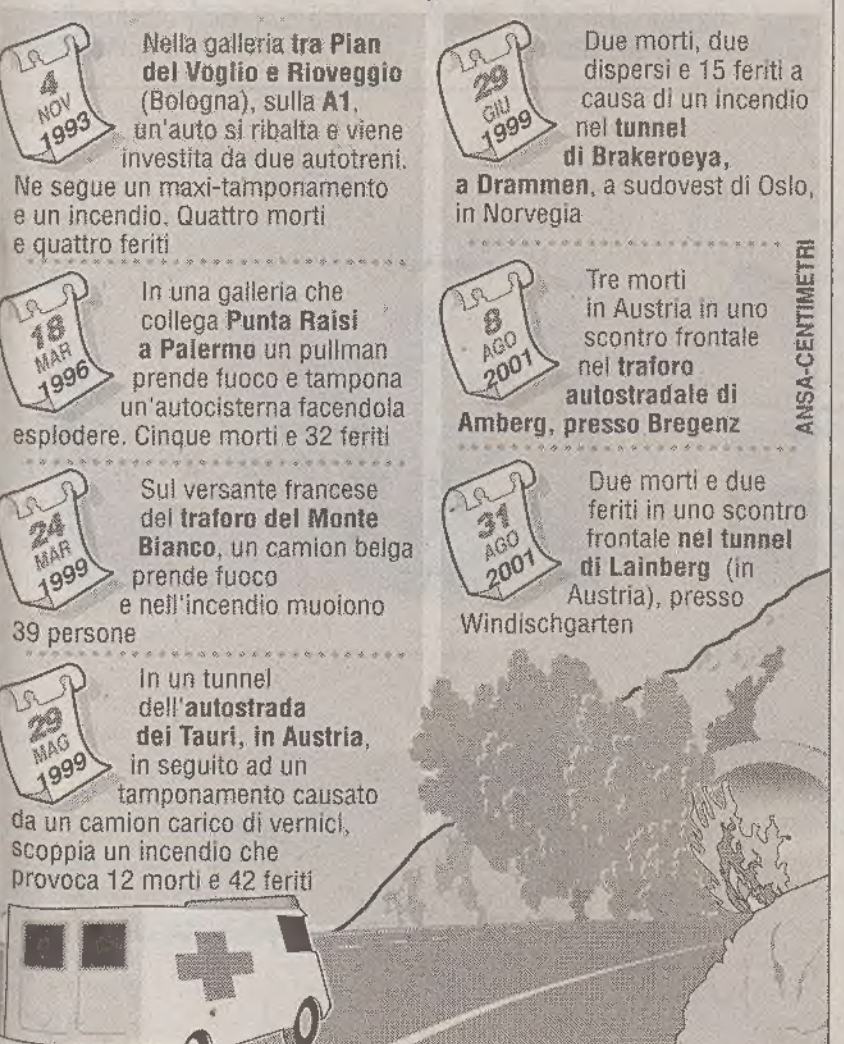 4
NOV
1993
Nella galleria tra Pian
del Voglio e Rioveggio
(Bologna), sulla A1,
un'auto si ribalta e viene
investita da due autotreni.
Ne segue un maxi-tamponamento
e un incendio. Quattro morti
e quattro feriti
18
MAR
1996
In una galleria che
collega Punta Raisi
a Palermo un pullman
prende fuoco e tampona
un'autocisterna facendola
esplodere. Cinque morti e 32 feriti
24
MAR
1999
Sul versante francese
del traforo del Monte
Bianco, un camion belga
prende fuoco
e nell'incendio muoiono
39 persone
29
MAG
1999
In un tunnel
dell'autostrada
dei Tauri, in Austria,
in seguito ad un
tamponamento causato
da un camion carico di vernici,
scoppia un incendio che
provoca 12 morti e 42 feriti
29
GIU
1999
Due morti, due
dispersi e 15 feriti a
causa di un incendio
nel tunnel
di Brakeroeya,
a Drammen, a sudovest di Oslo,
in Norvegia
8
AGO
2001
Tre morti
in Austria in uno
scontro frontale
nel traforo
autostradale di
Amberg, presso Bregenz
31
AGO
2001
Due morti e due
feriti in uno scontro
frontale nel tunnel
di Lainberg (in
Austria), presso
Windischgarten
ANSA-CENTIMETRI